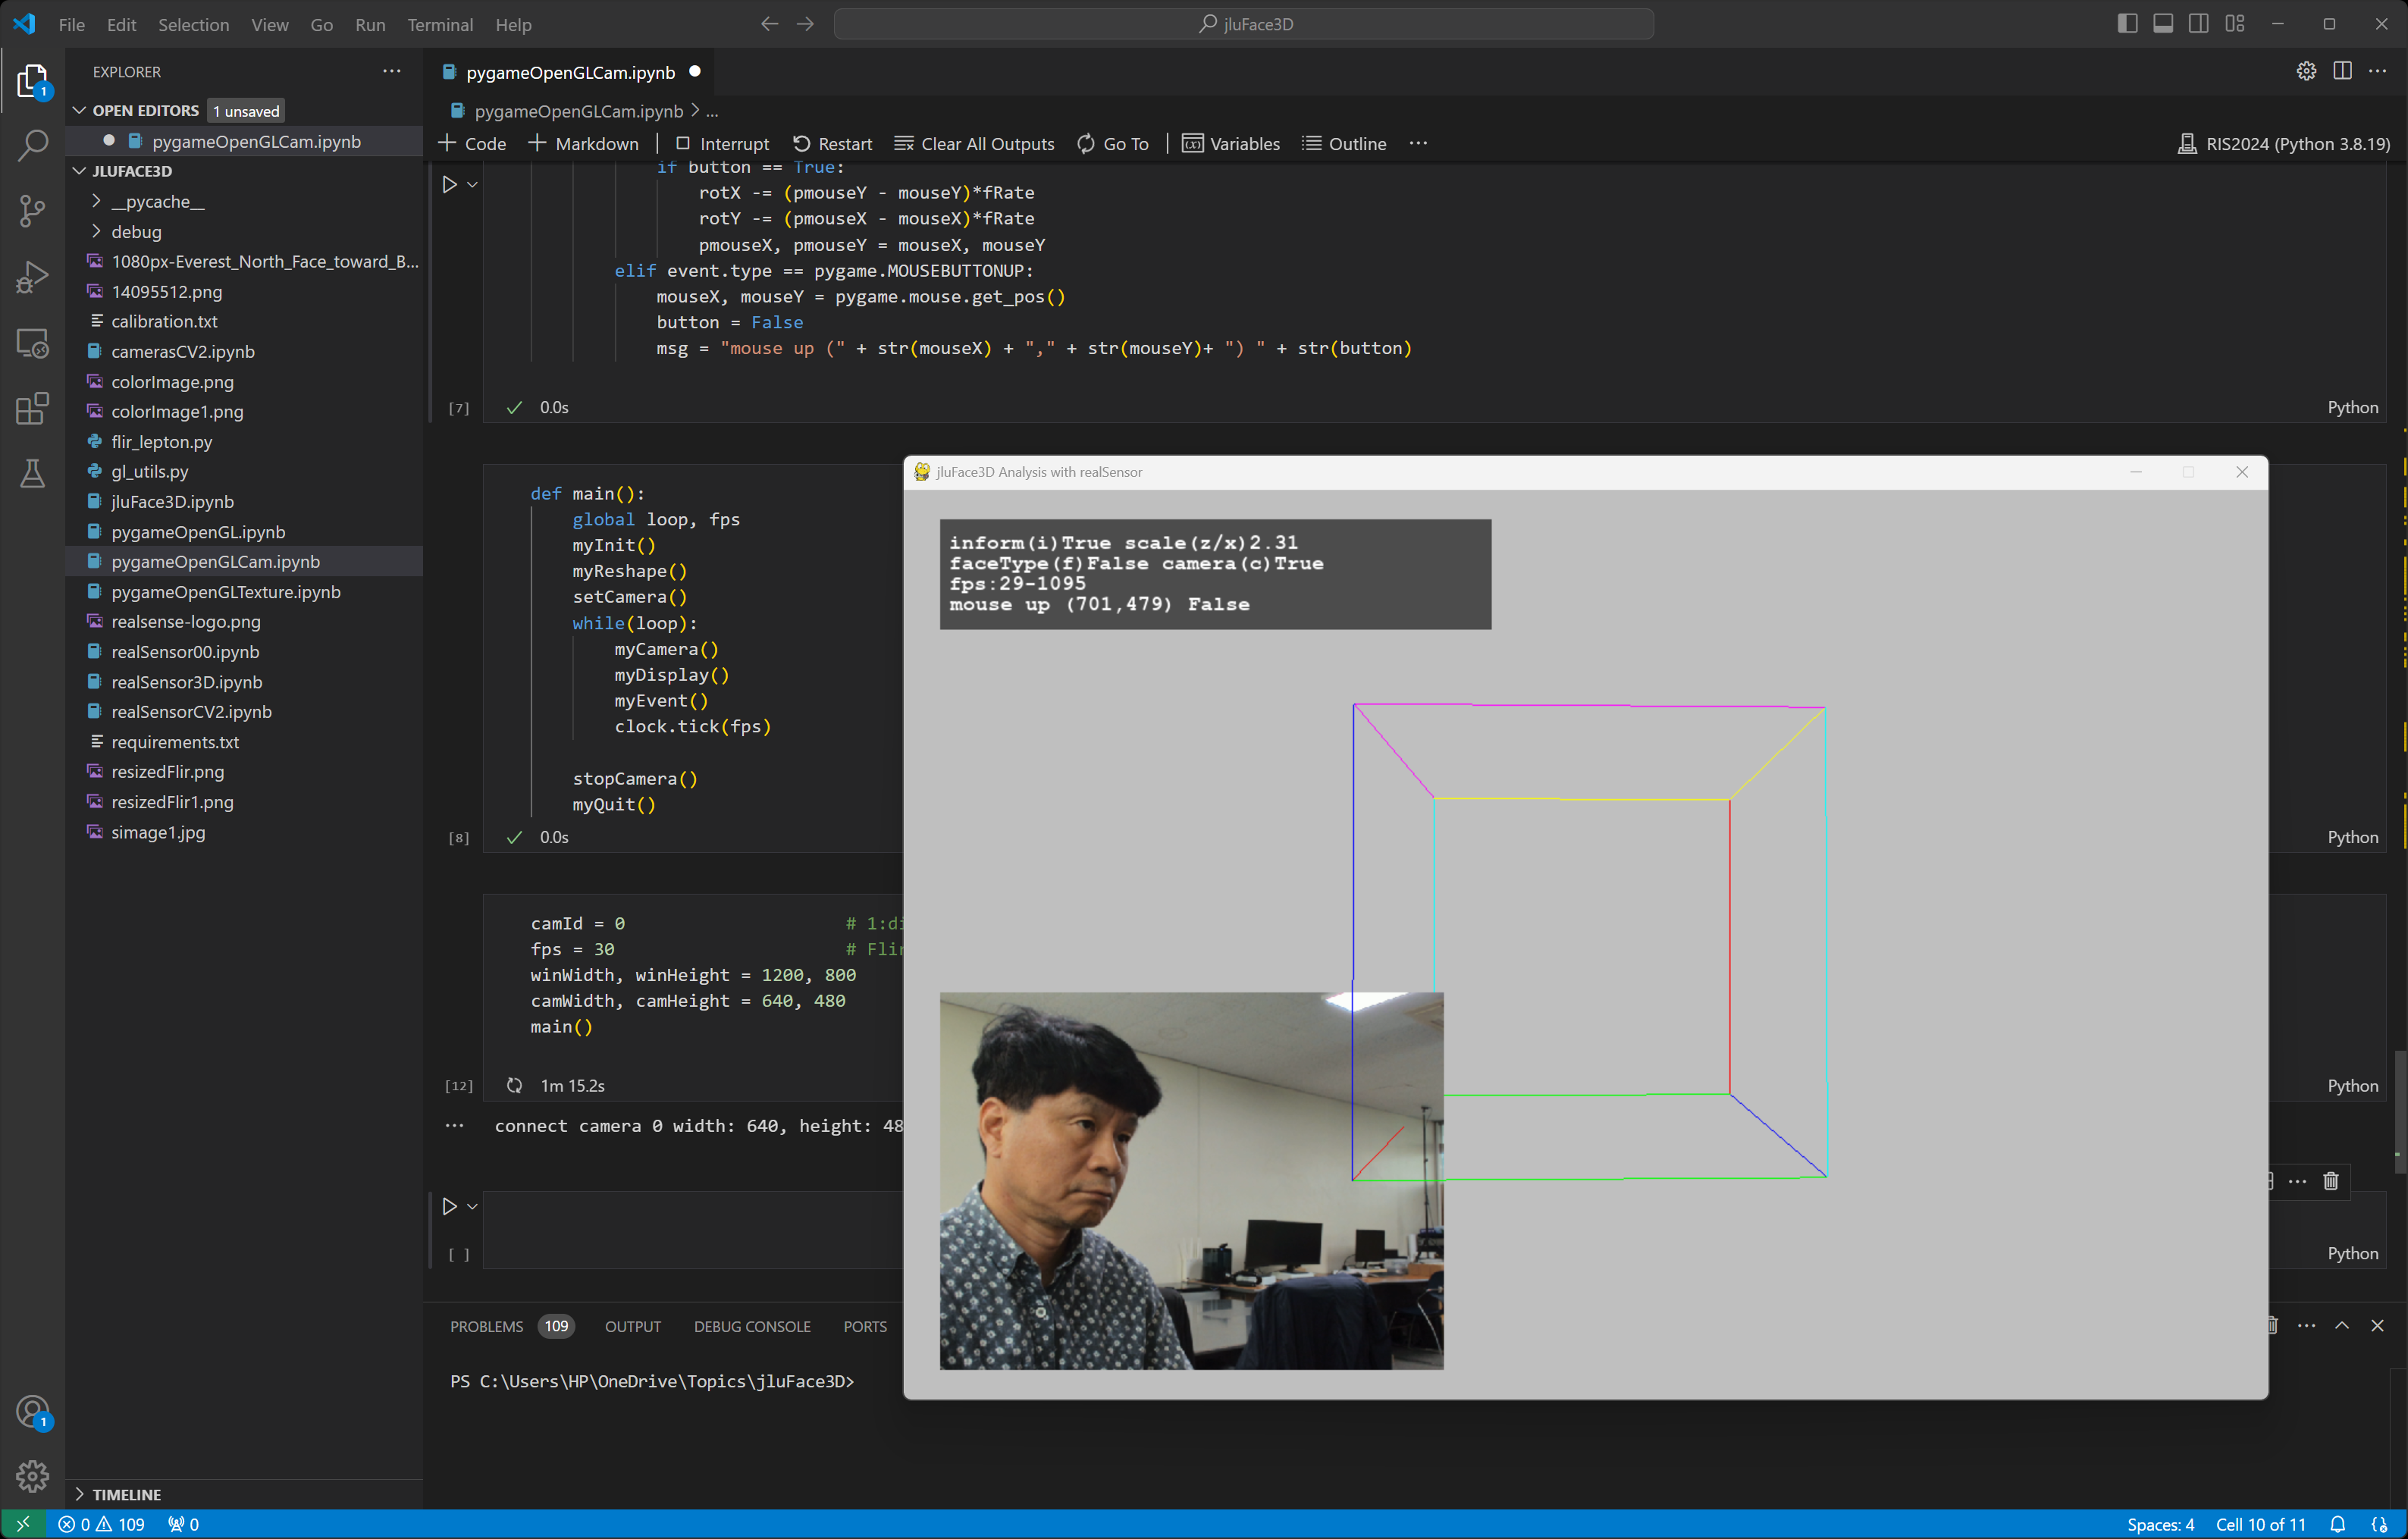 File Edit Selection View Go Run Terminal Help
jluFace3D
EXPLORER
OPEN EDITORS 1 unsaved
pygameOpenGLCam.ipynb
JLUFACE3D
__pycache__
debug
1080px-Everest_North_Face_toward_B...
14095512.png
calibration.txt
camerasCV2.ipynb
colorImage.png
colorImage1.png
flir_lepton.py
gl_utils.py
jluFace3D.ipynb
pygameOpenGL.ipynb
pygameOpenGLCam.ipynb
pygameOpenGLTexture.ipynb
realsense-logo.png
realSensor00.ipynb
realSensor3D.ipynb
realSensorCV2.ipynb
requirements.txt
resizedFlir.png
resizedFlir1.png
simage1.jpg
TIMELINE
pygameOpenGLCam.ipynb
pygameOpenGLCam.ipynb > ...
+ Code + Markdown | Interrupt Restart Clear All Outputs Go To | Variables Outline ...
RIS2024 (Python 3.8.19)
if button == True:
rotX -= (pmouseY - mouseY)*fRate
rotY -= (pmouseX - mouseX)*fRate
pmouseX, pmouseY = mouseX, mouseY
elif event.type == pygame.MOUSEBUTTONUP:
mouseX, mouseY = pygame.mouse.get_pos()
button = False
msg = "mouse up (" + str(mouseX) + "," + str(mouseY)+ ") " + str(button)
[7] 0.0s
Python
def main():
global loop, fps
myInit()
myReshape()
setCamera()
while(loop):
myCamera()
myDisplay()
myEvent()
clock.tick(fps)
stopCamera()
myQuit()
[8] 0.0s
Python
camId = 0 # 1:di
fps = 30 # Flir
winWidth, winHeight = 1200, 800
camWidth, camHeight = 640, 480
main()
[12] 1m 15.2s
Python
... connect camera 0 width: 640, height: 48
[ ]
Python
jluFace3D Analysis with realSensor
inform(i)True scale(z/x)2.31
faceType(f)False camera(c)True
fps:29-1095
mouse up (701,479) False
PROBLEMS 109 OUTPUT DEBUG CONSOLE PORTS
PS C:\Users\HP\OneDrive\Topics\jluFace3D>
1
1
0 109 0
Spaces: 4 Cell 10 of 11